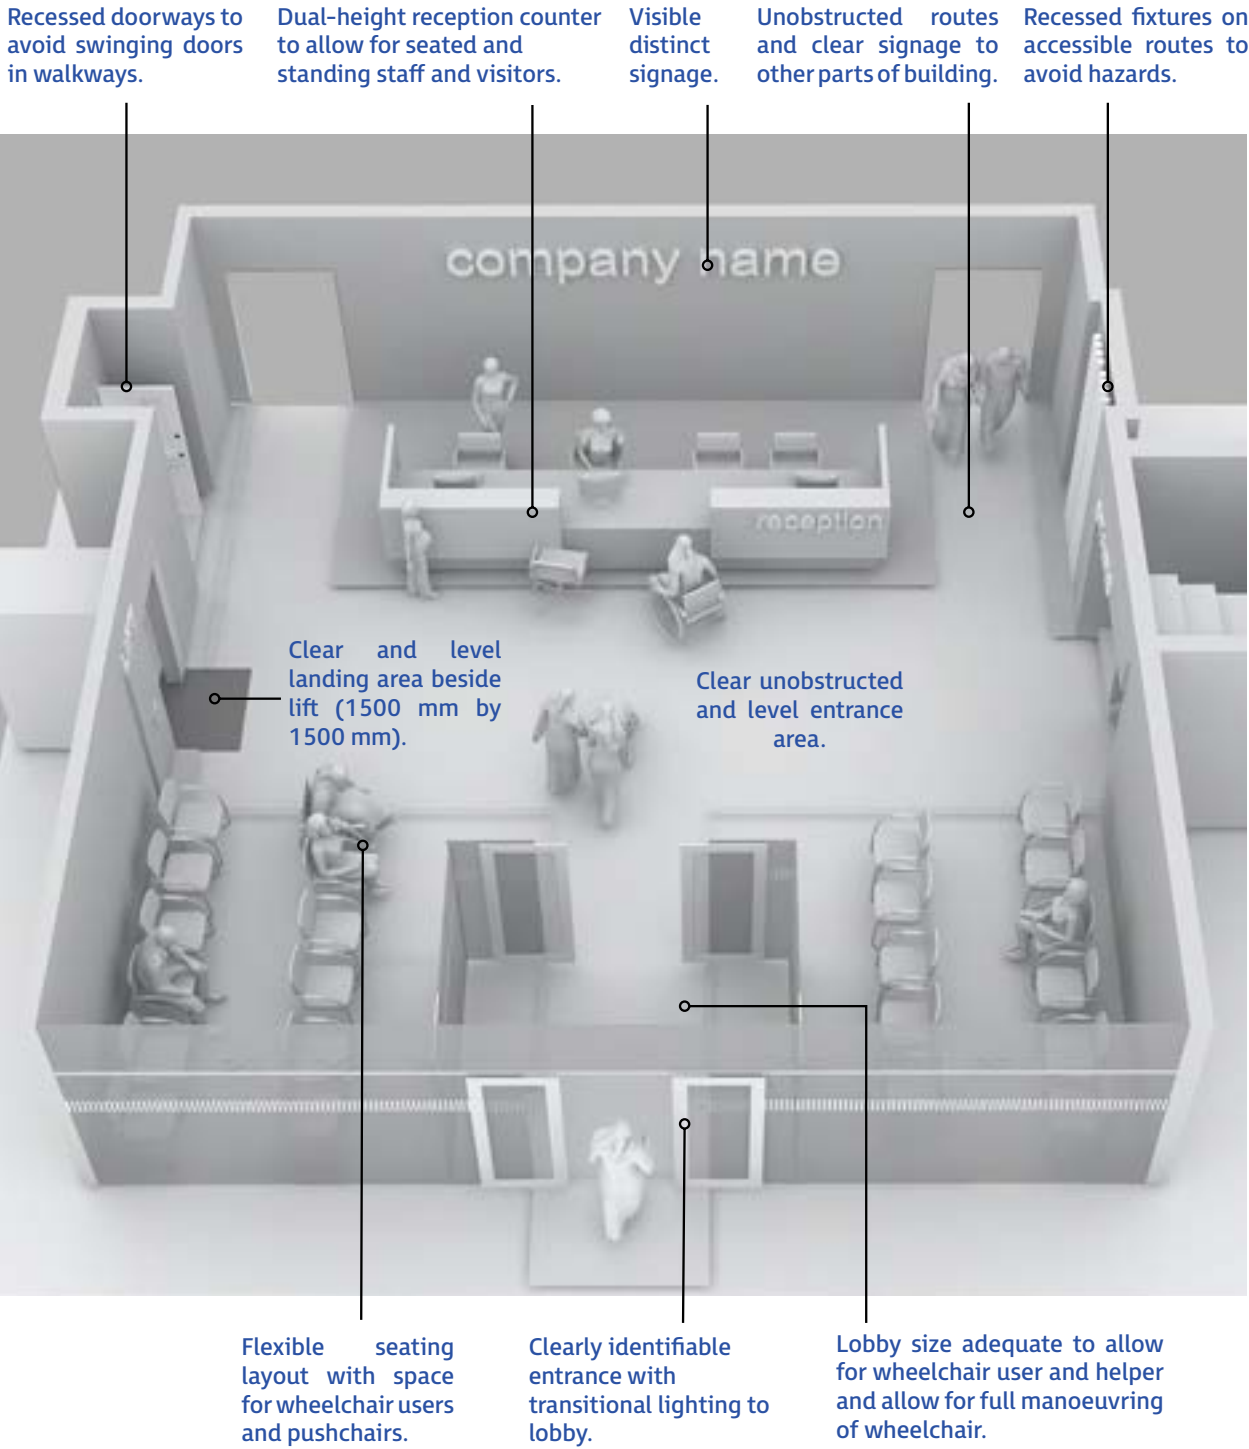 Recessed doorways to
avoid swinging doors
in walkways.
Dual-height reception counter
to allow for seated and
standing staff and visitors.
Visible
distinct
signage.
Unobstructed routes
and clear signage to
other parts of building.
Recessed fixtures on
accessible routes to
avoid hazards.
company name
reception
Clear and level
landing area beside
lift (1500 mm by
1500 mm).
Clear unobstructed
and level entrance
area.
Flexible seating
layout with space
for wheelchair users
and pushchairs.
Clearly identifiable
entrance with
transitional lighting to
lobby.
Lobby size adequate to allow
for wheelchair user and helper
and allow for full manoeuvring
of wheelchair.